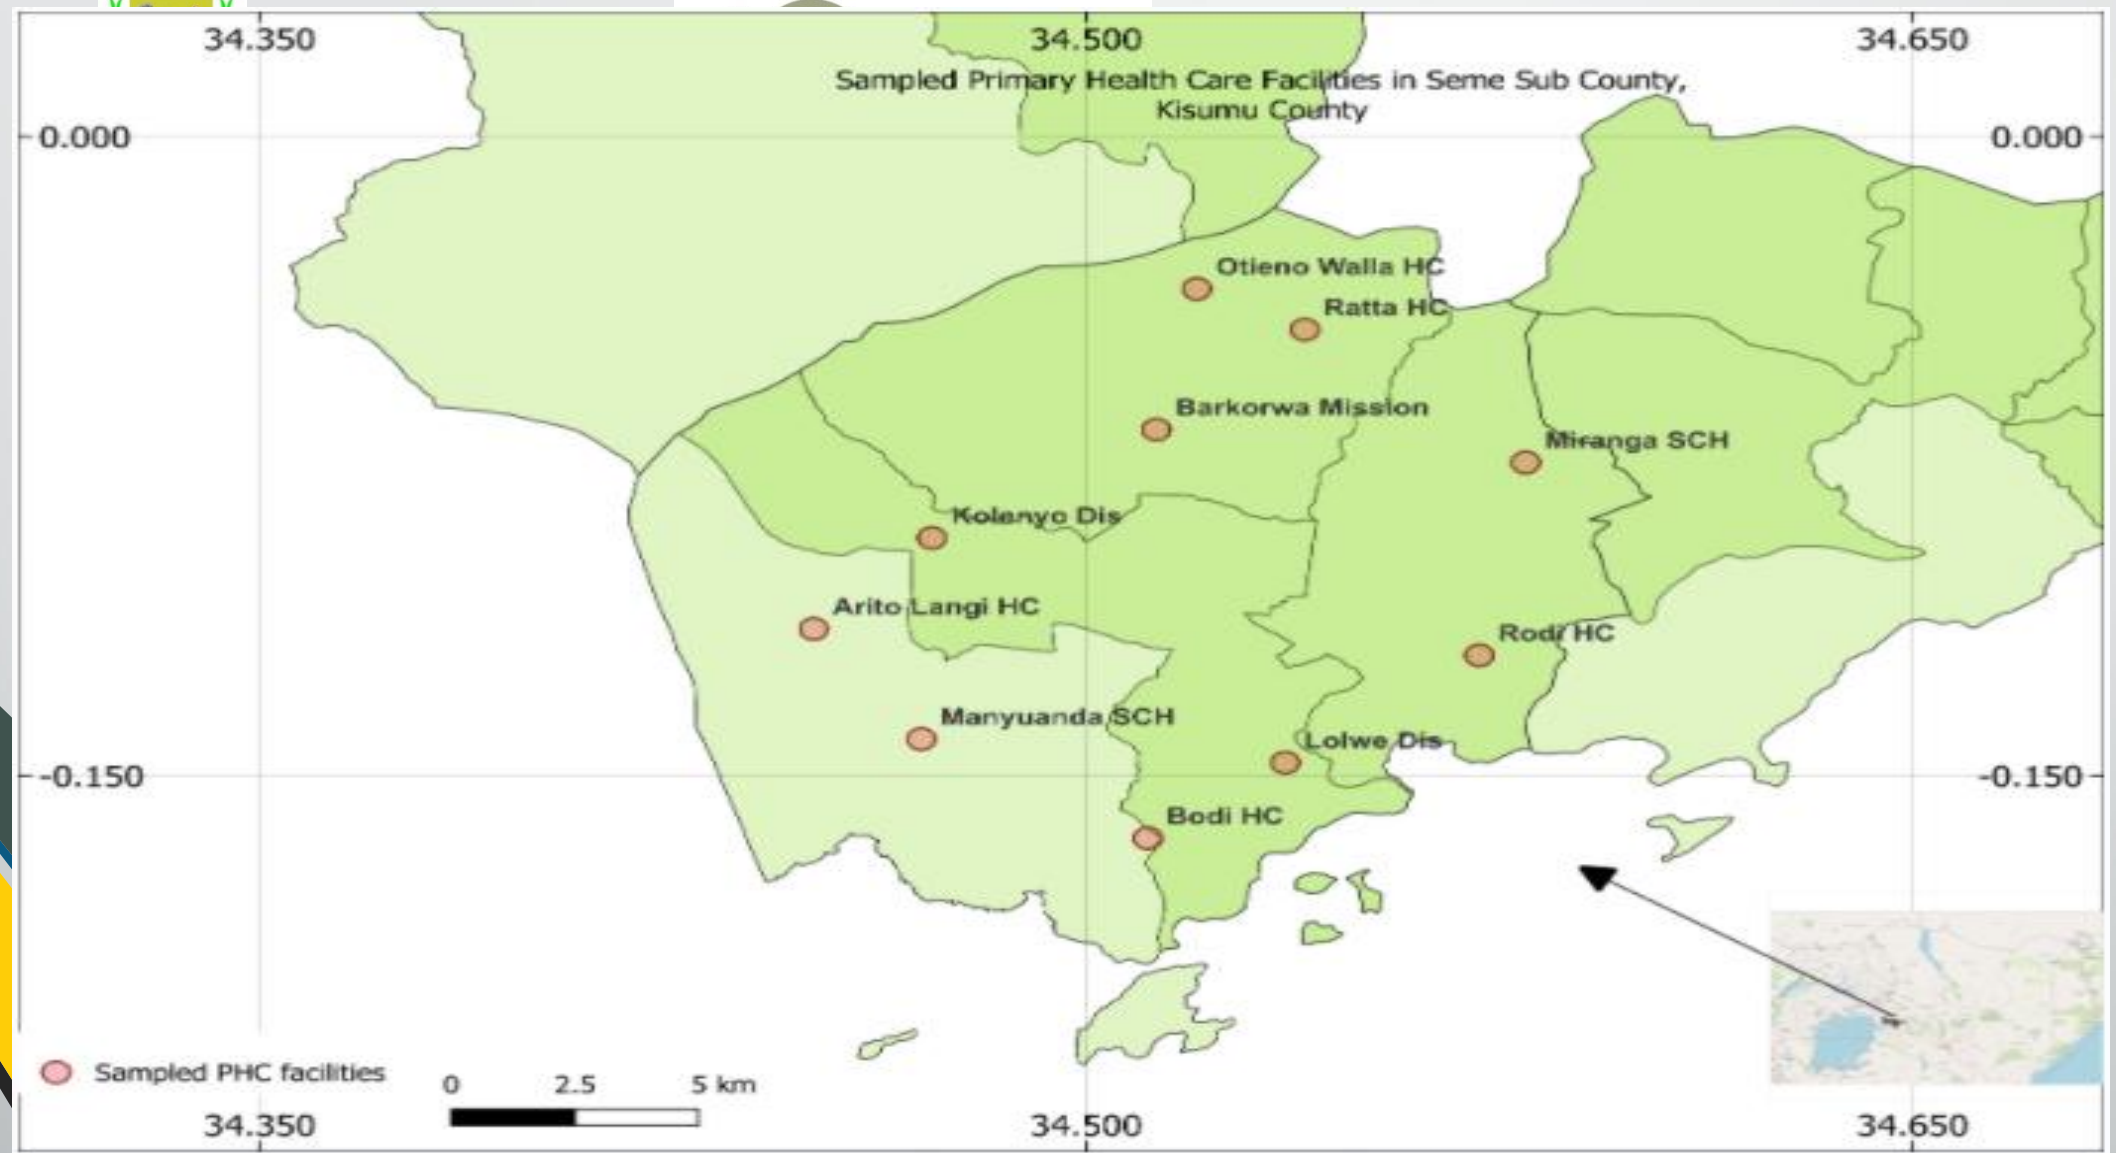 34.350 34.500 34.650
Sampled Primary Health Care Facilities in Seme Sub County,
Kisumu County
0.000 0.000
Otieno Walla HC
Ratta HC
Barkorwa Mission
Miranga SCH
Kolenyo Dis
Arito Langi HC
Rodi HC
Manyuanda SCH
Lolwe Dis
-0.150 -0.150
Bodi HC
Sampled PHC facilities
0 2.5 5 km
34.350 34.500 34.650